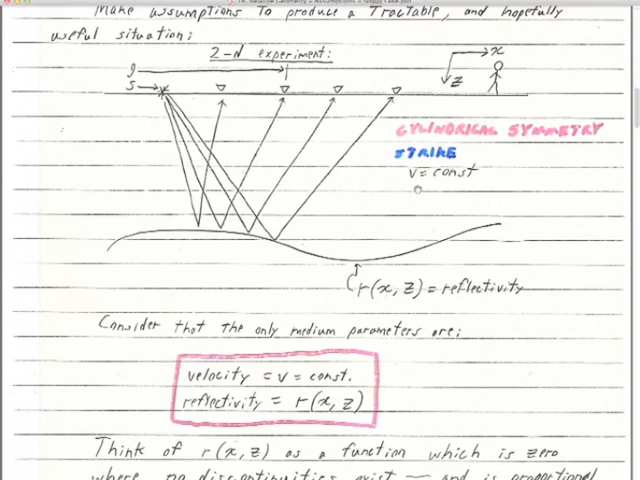 Make assumptions to produce a Tractable, and hopefully
useful situation:
2-d experiment:
g
S
x
z
CYLINDRICAL SYMMETRY
STRIKE
v = const
r(x, z) = reflectivity
Consider that the only medium parameters are:
velocity = v = const.
reflectivity = r(x, z)
Think of r(x, z) as a function which is zero
where no discontinuities exist — and is proportional